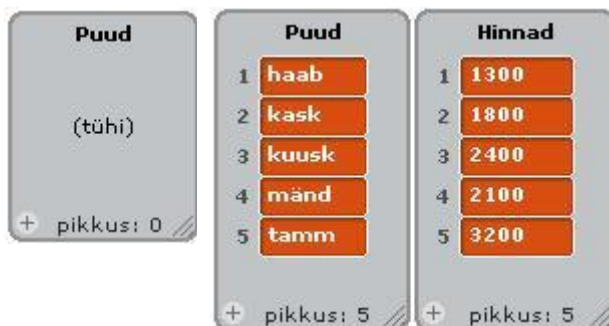 Puud
(tühi)
+ pikkus: 0
Puud
1 haab
2 kask
3 kuusk
4 mänd
5 tamm
+ pikkus: 5
Hinnad
1 1300
2 1800
3 2400
4 2100
5 3200
+ pikkus: 5